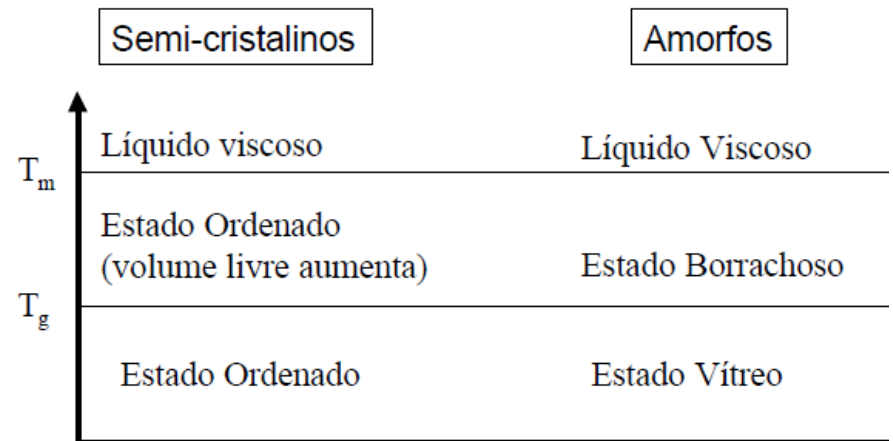 Semi-cristalinos
Amorfos
Líquido viscoso
Líquido Viscoso
Tm
Estado Ordenado
(volume livre aumenta)
Estado Borrachoso
Tg
Estado Ordenado
Estado Vítreo